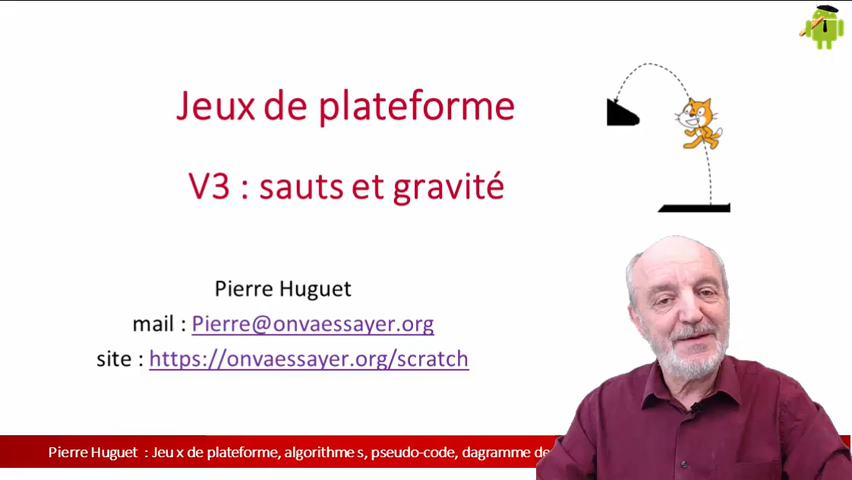 Jeux de plateforme
V3 : sauts et gravité
Pierre Huguet
mail : Pierre@onvaessayer.org
site : https://onvaessayer.org/scratch
Pierre Huguet : Jeu x de plateforme, algorithme s, pseudo-code, dagramme de